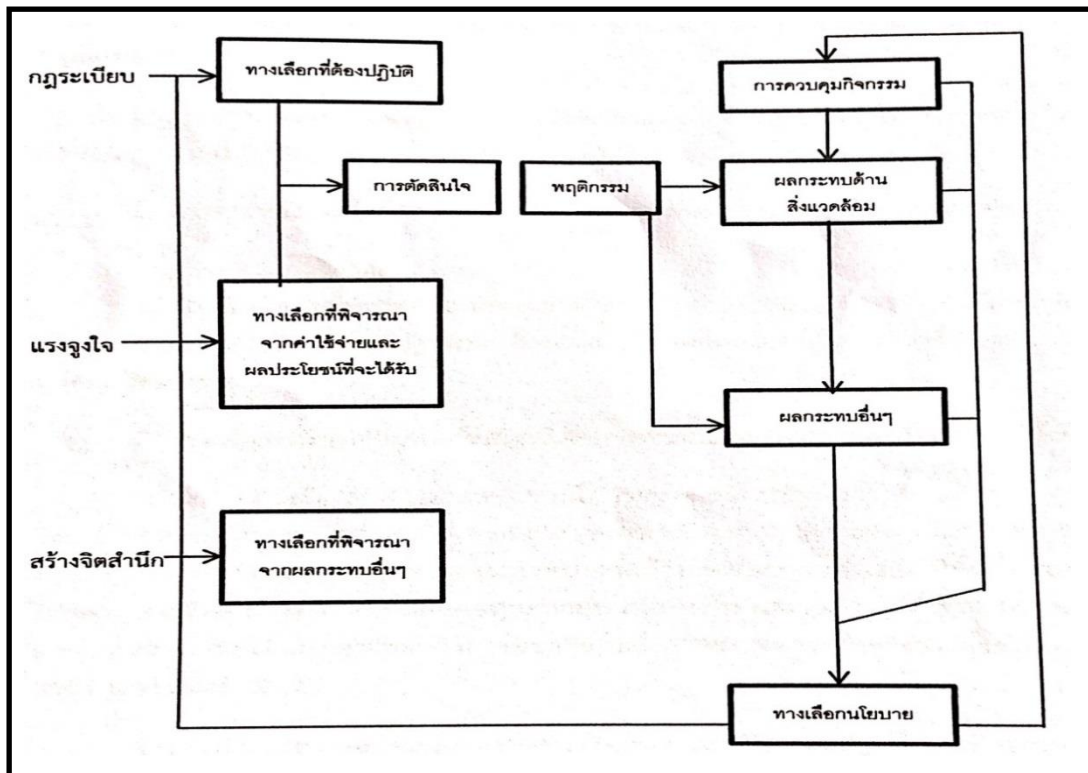 กฎระเบียบ
ทางเลือกที่ต้องปฏิบัติ
การควบคุมกิจกรรม
การตัดสินใจ
พฤติกรรม
ผลกระทบด้าน
สิ่งแวดล้อม
แรงจูงใจ
ทางเลือกที่พิจารณา
จากค่าใช้จ่ายและ
ผลประโยชน์ที่จะได้รับ
ผลกระทบอื่นๆ
สร้างจิตสำนึก
ทางเลือกที่พิจารณา
จากผลกระทบอื่นๆ
ทางเลือกนโยบาย